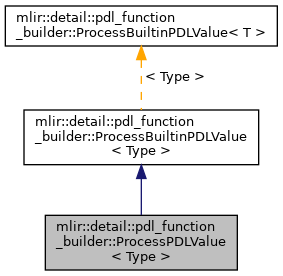 mlir::detail::pdl_function
_builder::ProcessBuiltinPDLValue< T >
< Type >
mlir::detail::pdl_function
_builder::ProcessBuiltinPDLValue
< Type >
mlir::detail::pdl_function
_builder::ProcessPDLValue
< Type >